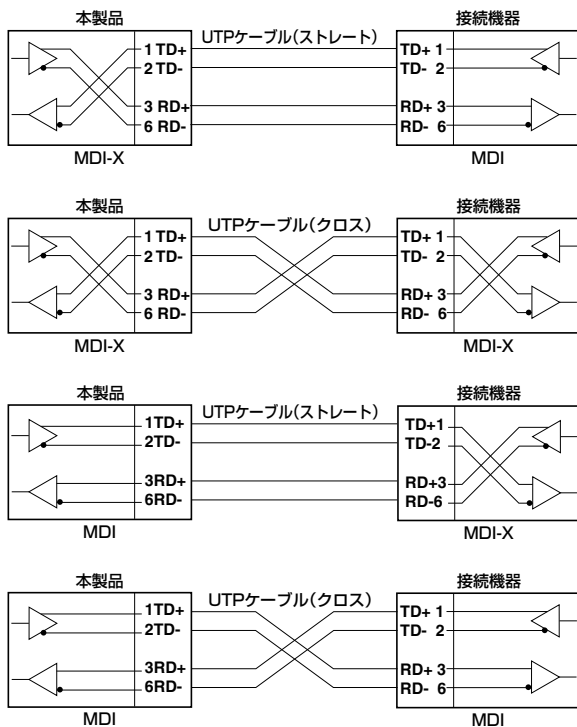 本製品 接続機器
UTPケーブル(ストレート)
1 TD+ TD+ 1
2 TD- TD- 2
3 RD+ RD+ 3
6 RD- RD- 6
MDI-X MDI
本製品 接続機器
UTPケーブル(クロス)
1 TD+ TD+ 1
2 TD- TD- 2
3 RD+ RD+ 3
6 RD- RD- 6
MDI-X MDI-X
本製品 接続機器
UTPケーブル(ストレート)
1TD+ TD+1
2TD- TD-2
3RD+ RD+3
6RD- RD-6
MDI MDI-X
本製品 接続機器
UTPケーブル(クロス)
1TD+ TD+ 1
2TD- TD- 2
3RD+ RD+ 3
6RD- RD- 6
MDI MDI